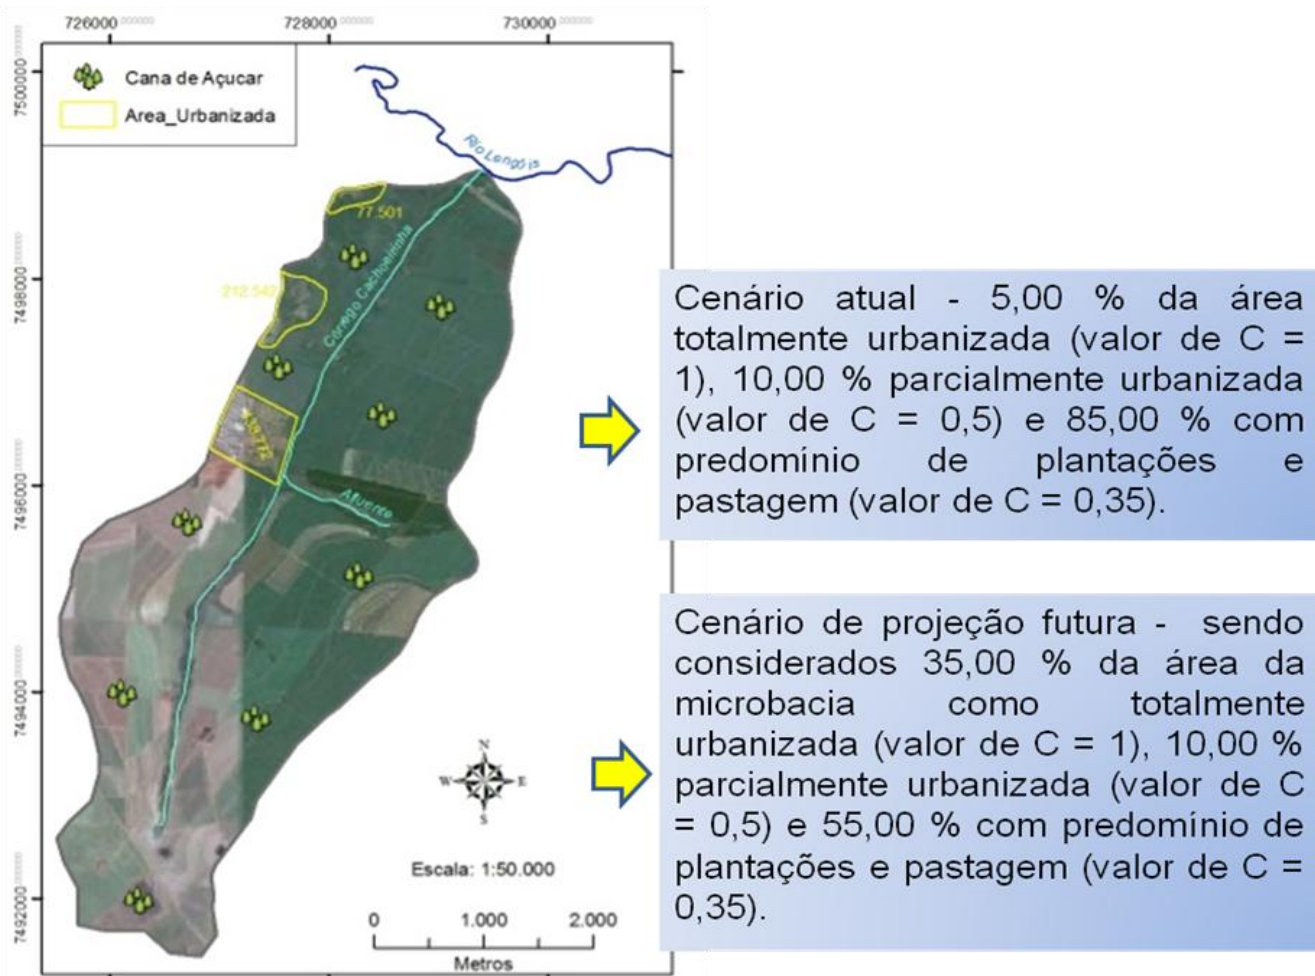 726000
728000
730000
7500000
7498000
7496000
7494000
7492000
Cana de Açucar
Area_Urbanizada
Rio Lençóis
77.501
212.542
Córrego Cachoeirinha
Afluente
N
W
E
S
Escala: 1:50.000
0 1.000 2.000
Metros
Cenário atual - 5,00 % da área
totalmente urbanizada (valor de C =
1), 10,00 % parcialmente urbanizada
(valor de C = 0,5) e 85,00 % com
predomínio de plantações e
pastagem (valor de C = 0,35).
Cenário de projeção futura - sendo
considerados 35,00 % da área da
microbacia como totalmente
urbanizada (valor de C = 1), 10,00 %
parcialmente urbanizada (valor de C
= 0,5) e 55,00 % com predomínio de
plantações e pastagem (valor de C =
0,35).